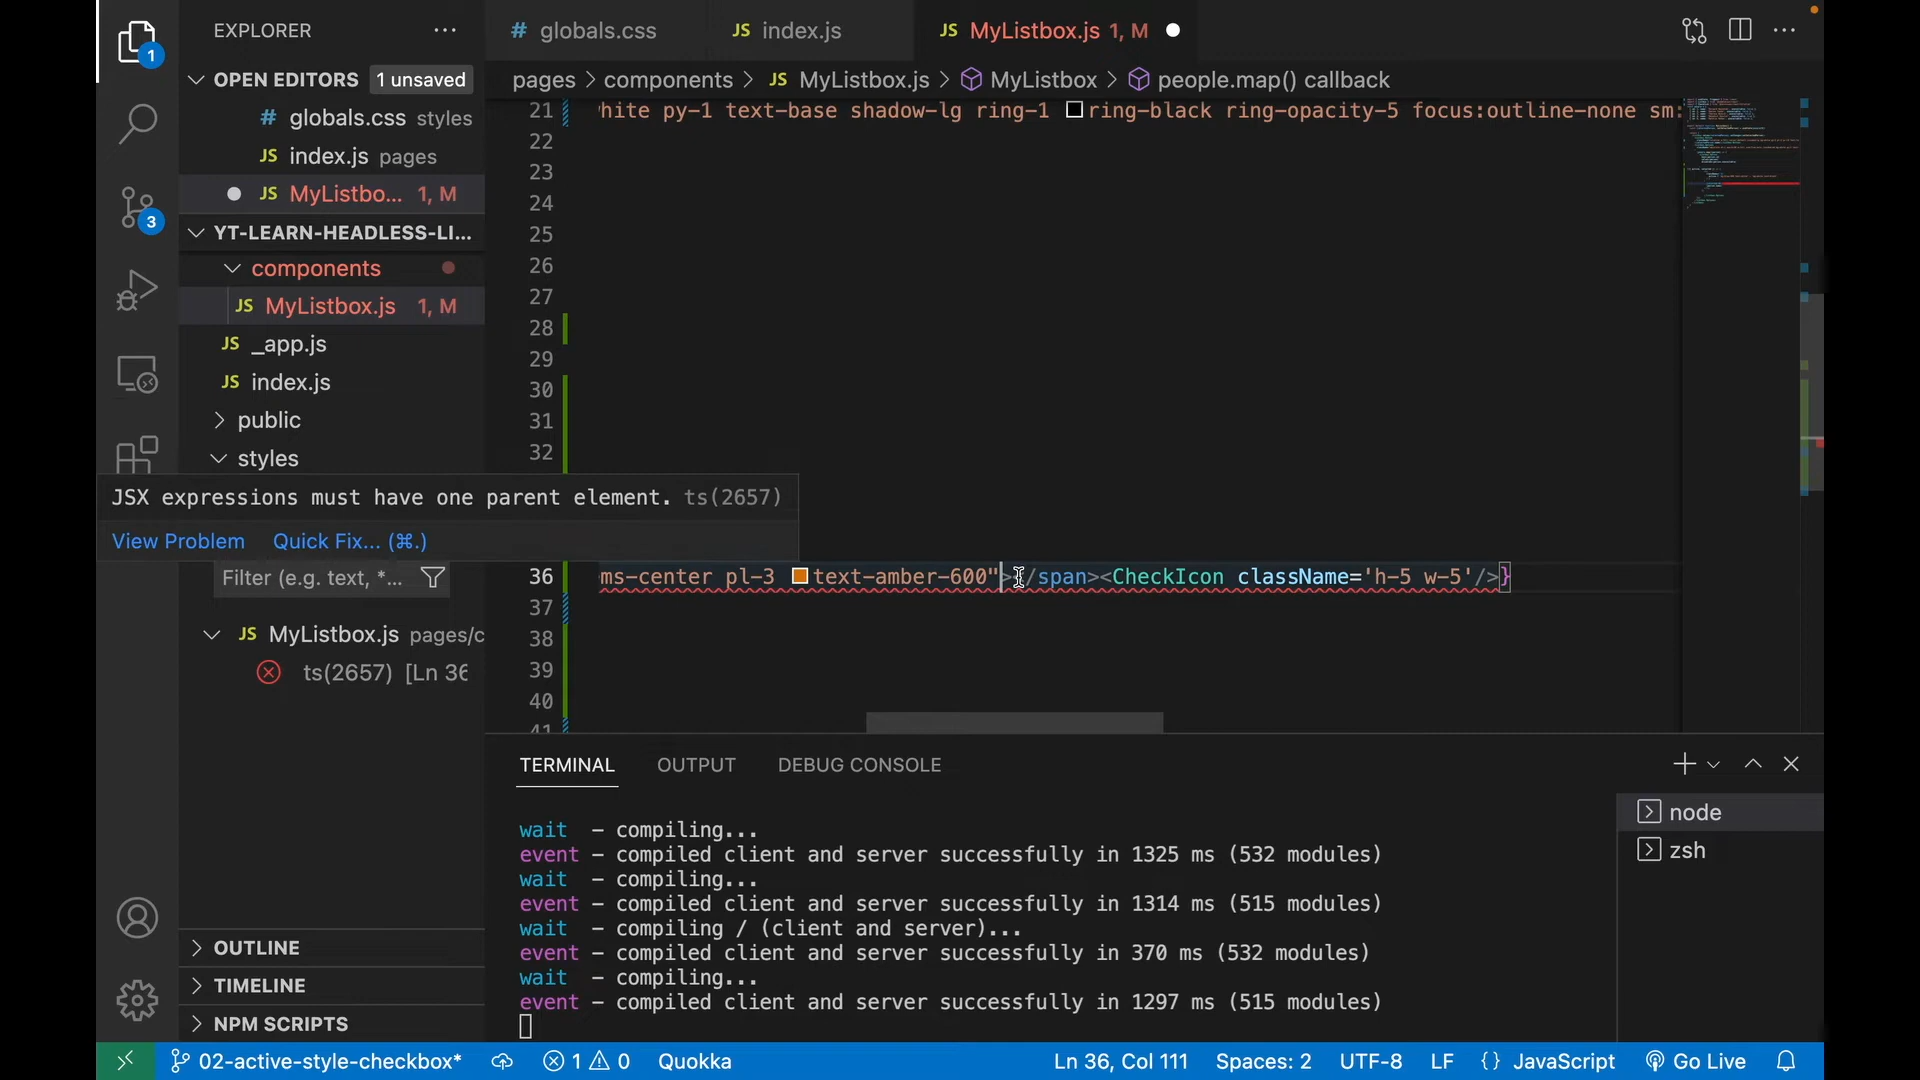 EXPLORER
1
# globals.css
JS index.js
JS MyListbox.js 1, M
OPEN EDITORS 1 unsaved
pages > components > JS MyListbox.js > MyListbox > people.map() callback
# globals.css styles
JS index.js pages
JS MyListbo... 1, M
3
YT-LEARN-HEADLESS-LI...
components
JS MyListbox.js 1, M
JS _app.js
JS index.js
public
styles
21 hite py-1 text-base shadow-lg ring-1 ring-black ring-opacity-5 focus:outline-none sm:
22
23
24
25
26
27
28
29
30
31
32
JSX expressions must have one parent element. ts(2657)
View Problem Quick Fix... (⌘.)
Filter (e.g. text, *...
36 ms-center pl-3 text-amber-600"></span><CheckIcon className='h-5 w-5'/>}
37
38
39
40
41
JS MyListbox.js pages/c
ts(2657) [Ln 36
TERMINAL OUTPUT DEBUG CONSOLE
wait – compiling...
event – compiled client and server successfully in 1325 ms (532 modules)
wait – compiling...
event – compiled client and server successfully in 1314 ms (515 modules)
wait – compiling / (client and server)...
event – compiled client and server successfully in 370 ms (532 modules)
wait – compiling...
event – compiled client and server successfully in 1297 ms (515 modules)
node
zsh
OUTLINE
TIMELINE
NPM SCRIPTS
02-active-style-checkbox* 1 0 Quokka Ln 36, Col 111 Spaces: 2 UTF-8 LF {} JavaScript Go Live